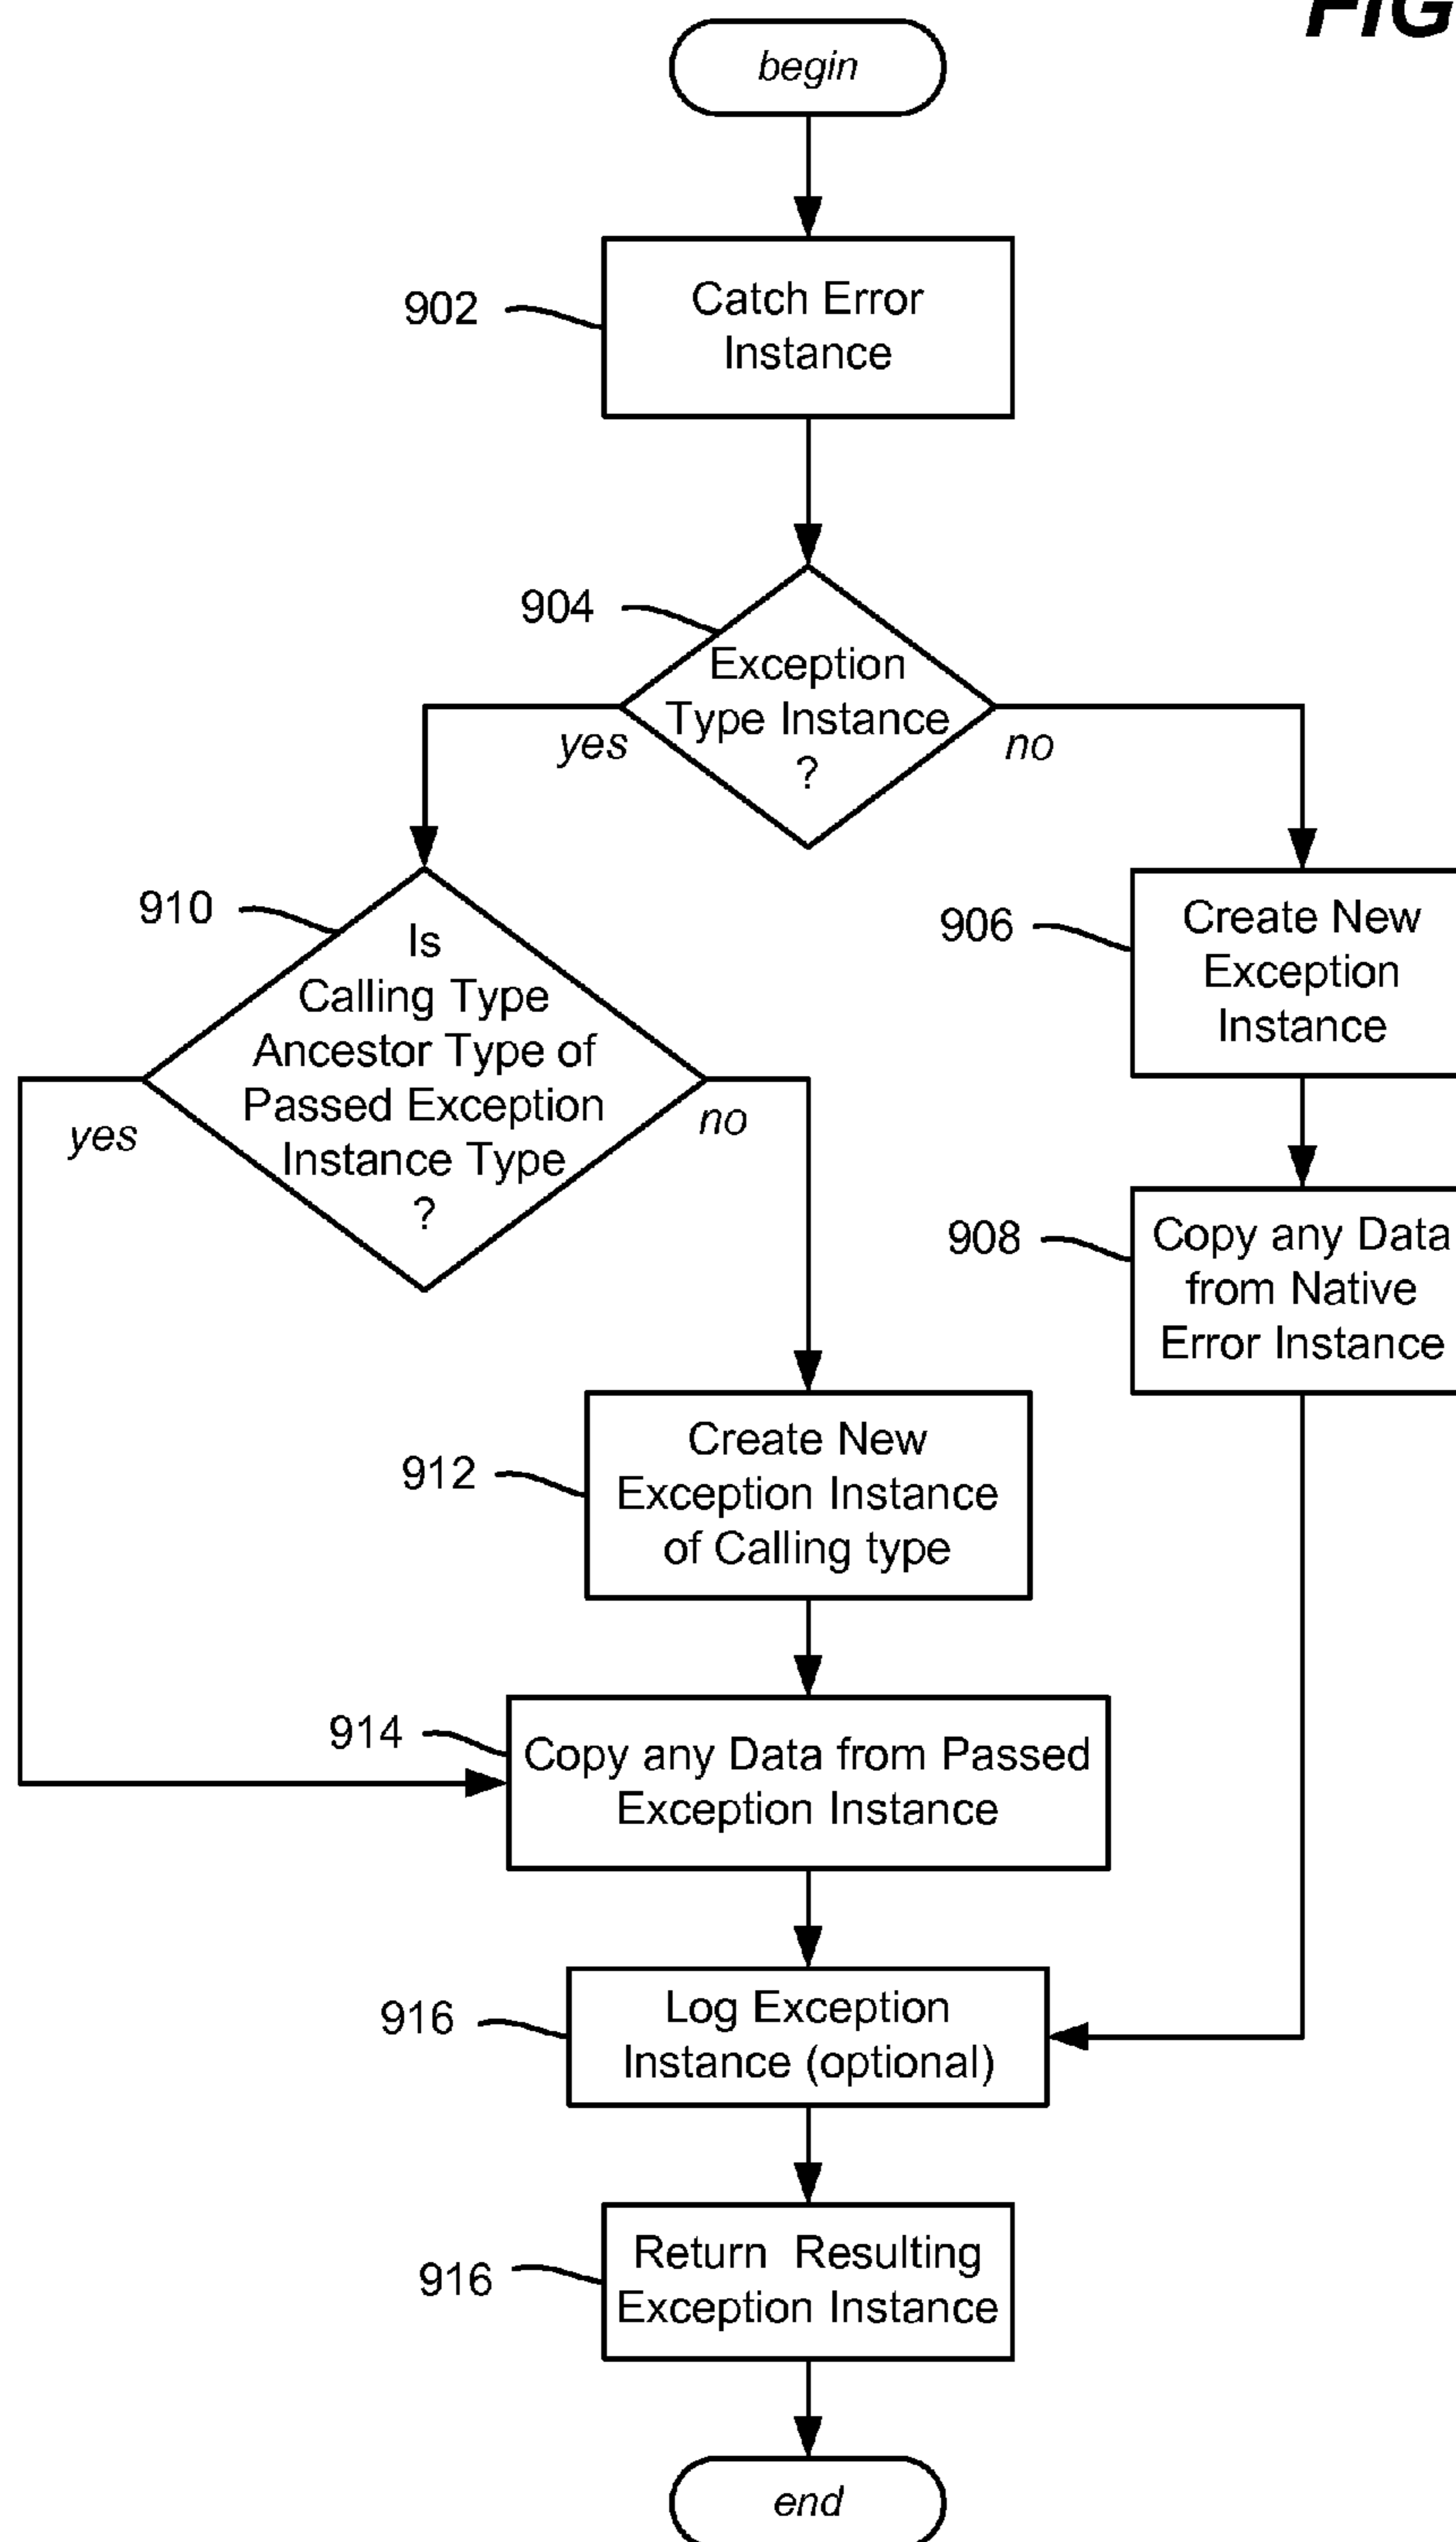 FIG
begin
902
Catch Error
Instance
904
Exception
Type Instance
?
yes
no
910
Is
Calling Type
Ancestor Type of
Passed Exception
Instance Type
?
yes
no
906
Create New
Exception
Instance
908
Copy any Data
from Native
Error Instance
912
Create New
Exception Instance
of Calling type
914
Copy any Data from Passed
Exception Instance
916
Log Exception
Instance (optional)
916
Return Resulting
Exception Instance
end